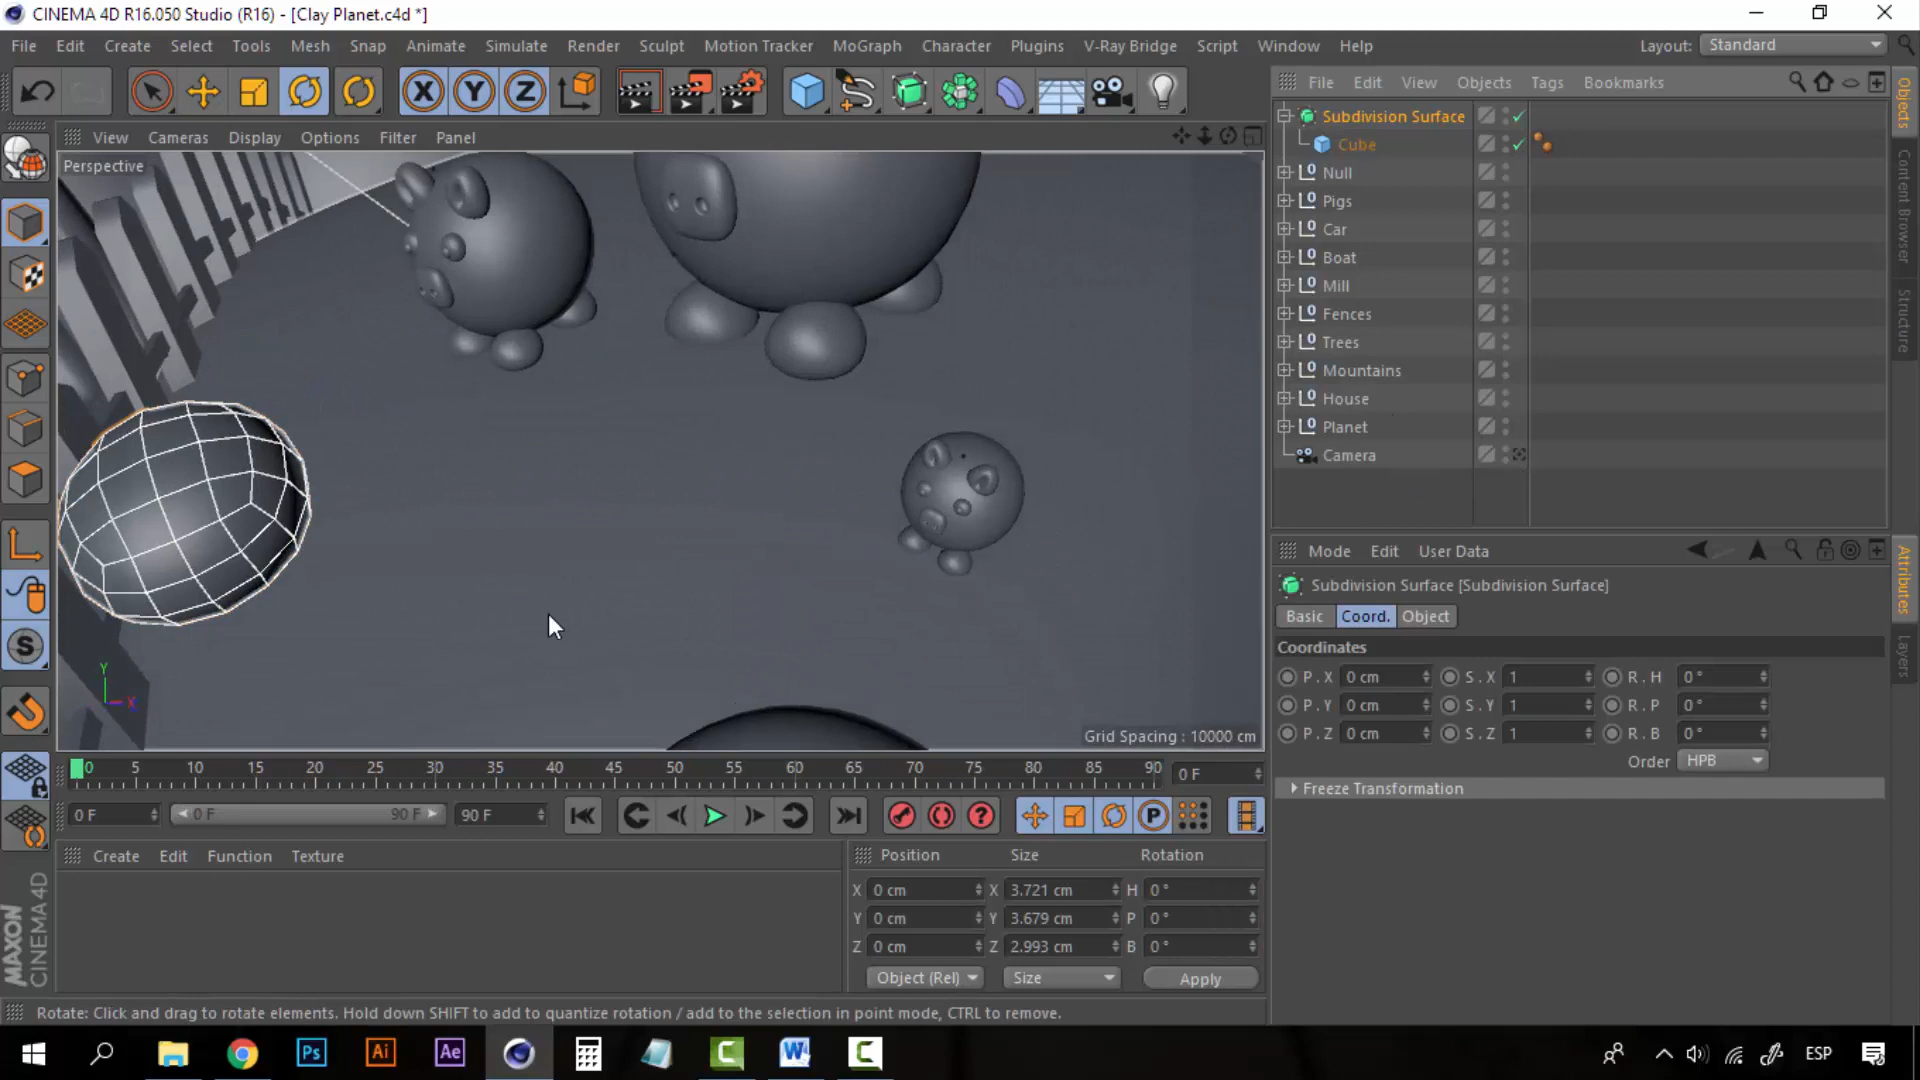 CINEMA 4D R16.050 Studio (R16) - [Clay Planet.c4d *]
File Edit Create Select Tools Mesh Snap Animate Simulate Render Sculpt Motion Tracker MoGraph Character Plugins V-Ray Bridge Script Window Help Layout: Standard
X Y Z
File Edit View Objects Tags Bookmarks
View Cameras Display Options Filter Panel
Perspective
Subdivision Surface
Cube
Null
Pigs
Car
Boat
Mill
Fences
Trees
Mountains
House
Planet
Camera
Objects
Content Browser
Structure
Mode Edit User Data
Subdivision Surface [Subdivision Surface]
Basic Coord. Object
Coordinates
P . X 0 cm S . X 1 R . H 0 °
P . Y 0 cm S . Y 1 R . P 0 °
P . Z 0 cm S . Z 1 R . B 0 °
Order HPB
Freeze Transformation
Attributes
Layers
Y
X
Grid Spacing : 10000 cm
0 5 10 15 20 25 30 35 40 45 50 55 60 65 70 75 80 85 90 0 F
0 F 0 F 90 F 90 F P
Create Edit Function Texture
Position Size Rotation
X 0 cm X 3.721 cm H 0 °
Y 0 cm Y 3.679 cm P 0 °
Z 0 cm Z 2.993 cm B 0 °
Object (Rel) Size Apply
MAXON
CINEMA 4D
Rotate: Click and drag to rotate elements. Hold down SHIFT to add to quantize rotation / add to the selection in point mode, CTRL to remove.
Ps Ai Ae ESP